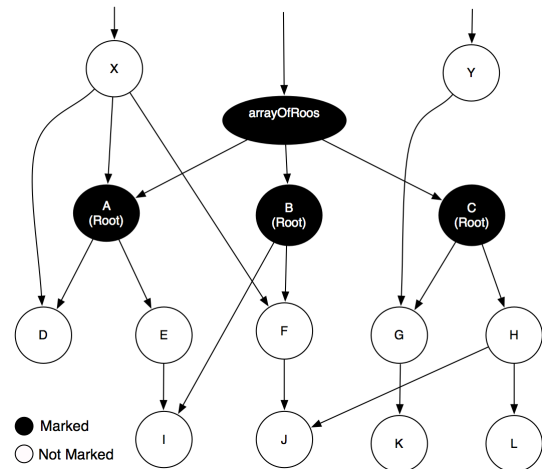 X
Y
arrayOfRoos
A
(Root)
B
(Root)
C
(Root)
D
E
F
G
H
I
J
K
L
Marked
Not Marked